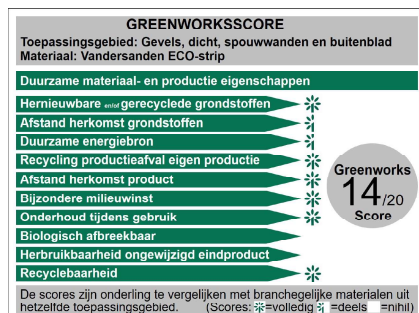 GREENWORKSSCORE
Toepassingsgebied: Gevels, dicht, spouwwanden en buitenblad
Materiaal: Vandersanden ECO-strip
Duurzame materiaal- en productie eigenschappen
Hernieuwbare en/of gerecyclede grondstoffen
Afstand herkomst grondstoffen
Duurzame energiebron
Recycling productieafval eigen productie
Afstand herkomst product
Bijzondere milieuwinst
Onderhoud tijdens gebruik
Biologisch afbreekbaar
Herbruikbaarheid ongewijzigd eindproduct
Recyclebaarheid
Greenworks
14/20
Score
De scores zijn onderling te vergelijken met branchegelijke materialen uit
hetzelfde toepassingsgebied. (Scores: =volledig =deels =nihil)